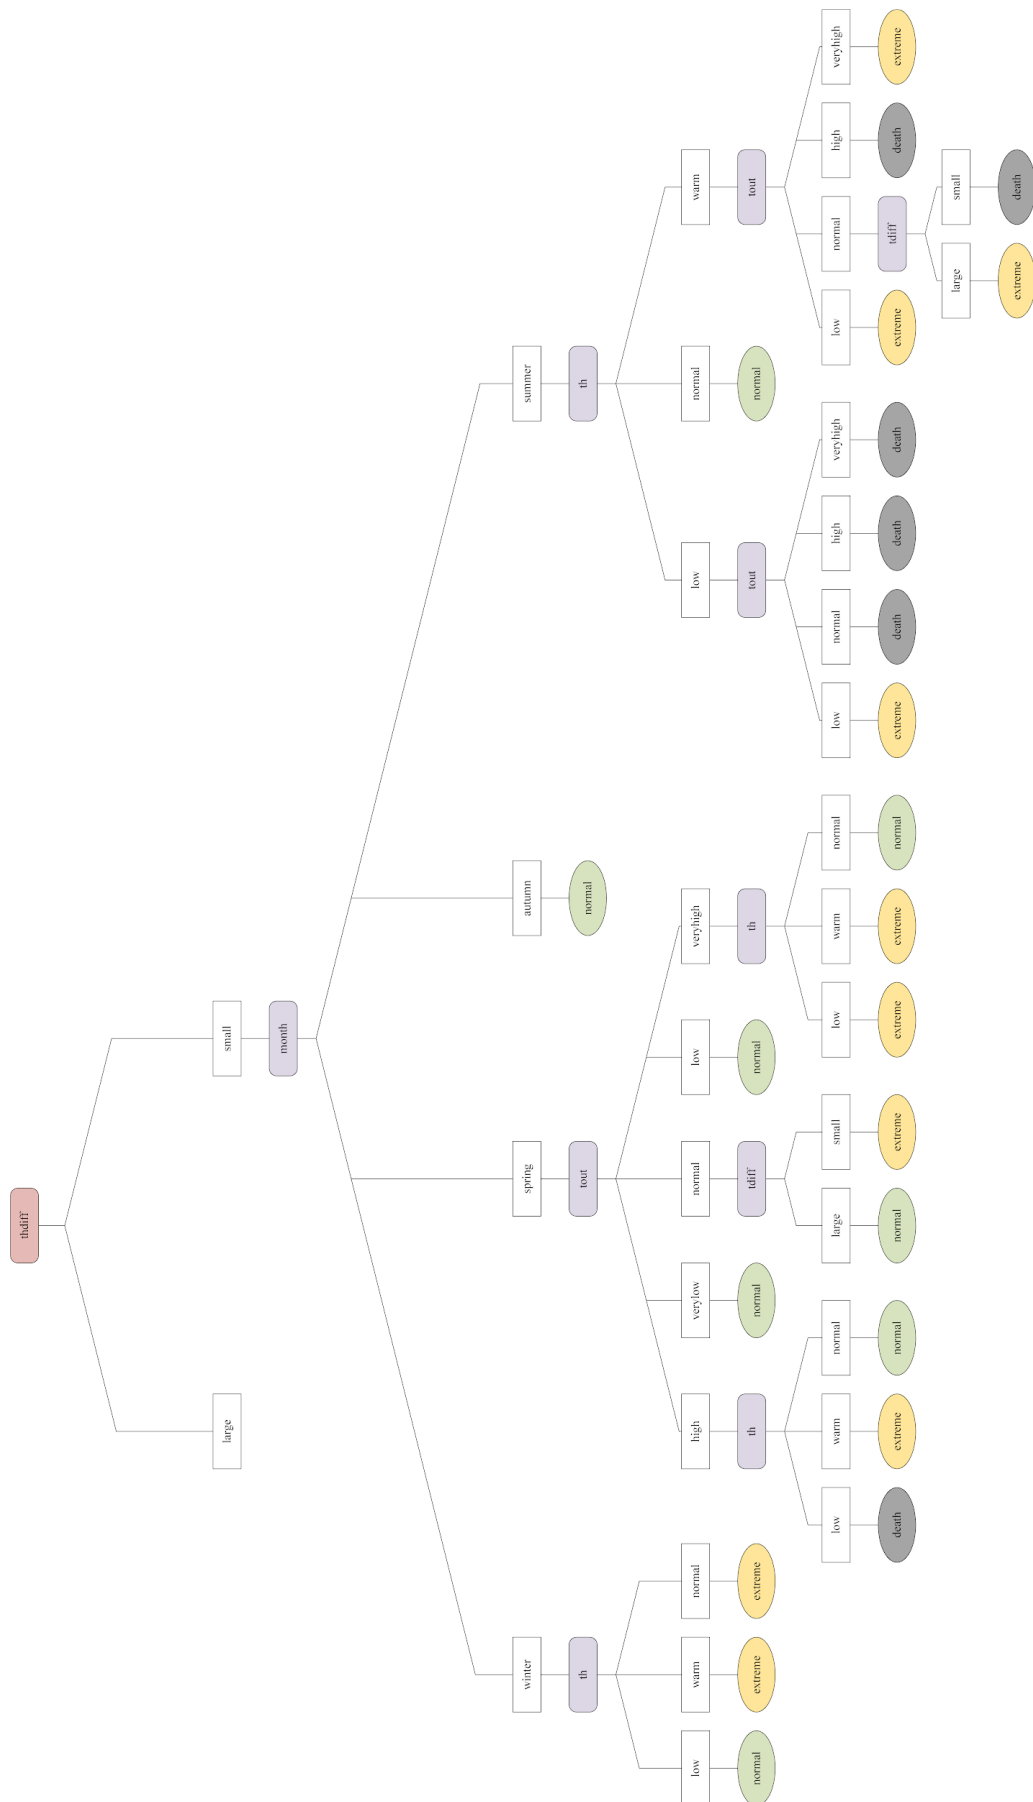 thdiff
large
small
month
winter
spring
autumn
summer
th
tout
normal
th
low
warm
normal
high
verylow
normal
low
veryhigh
low
normal
warm
normal
extreme
extreme
th
normal
tdiff
normal
th
tout
normal
tout
low
warm
normal
large
small
low
warm
normal
low
normal
high
veryhigh
low
normal
high
veryhigh
death
extreme
normal
normal
extreme
extreme
extreme
normal
extreme
death
death
death
extreme
tdiff
death
extreme
large
small
extreme
death